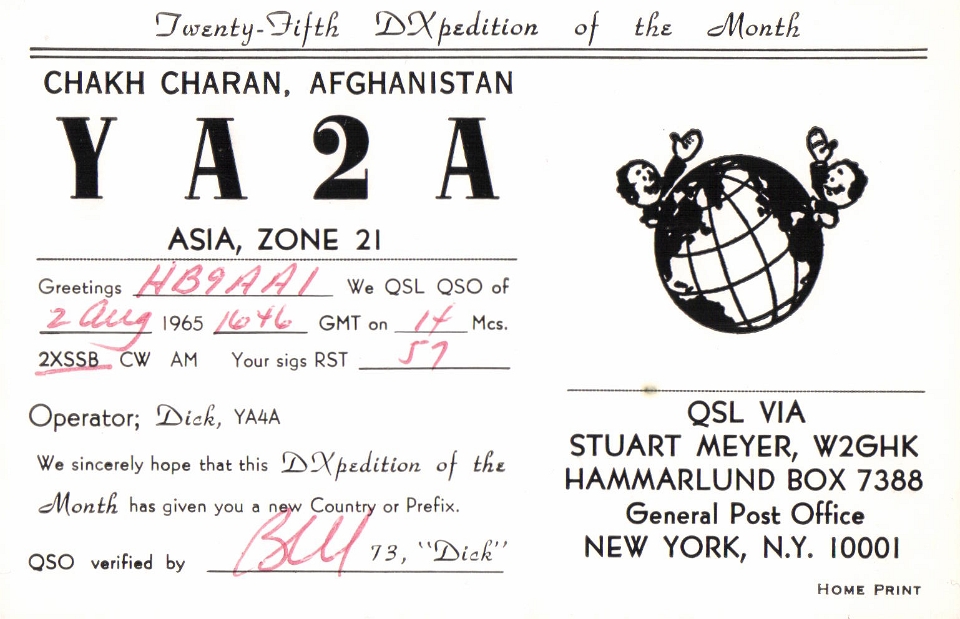 Twenty-Fifth DXpedition of the Month
CHAKH CHARAN, AFGHANISTAN
YA2A
ASIA, ZONE 21
Greetings HB9AAI We QSL QSO of
2 Aug 1965 1646 GMT on 14 Mcs.
2XSSB CW AM Your sigs RST 57
Operator; Dick, YA4A
We sincerely hope that this DXpedition of the
Month has given you a new Country or Prefix.
QSO verified by Bill 73, "Dick"
QSL VIA
STUART MEYER, W2GHK
HAMMARLUND BOX 7388
General Post Office
NEW YORK, N.Y. 10001
HOME PRINT